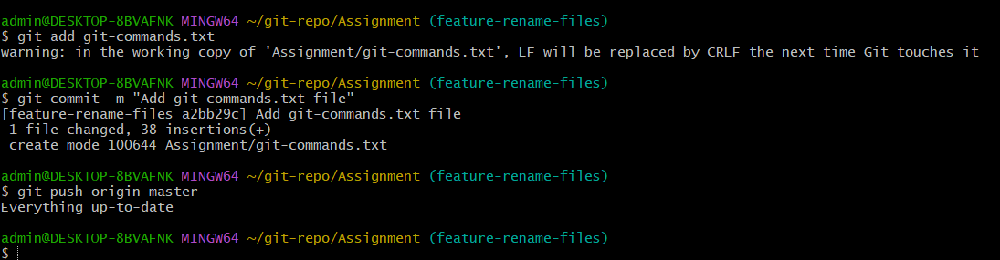 admin@DESKTOP-8BVAFNK MINGW64 ~/git-repo/Assignment (feature-rename-files)
$ git add git-commands.txt
warning: in the working copy of 'Assignment/git-commands.txt', LF will be replaced by CRLF the next time Git touches it
admin@DESKTOP-8BVAFNK MINGW64 ~/git-repo/Assignment (feature-rename-files)
$ git commit -m "Add git-commands.txt file"
[feature-rename-files a2bb29c] Add git-commands.txt file
 1 file changed, 38 insertions(+)
 create mode 100644 Assignment/git-commands.txt
admin@DESKTOP-8BVAFNK MINGW64 ~/git-repo/Assignment (feature-rename-files)
$ git push origin master
Everything up-to-date
admin@DESKTOP-8BVAFNK MINGW64 ~/git-repo/Assignment (feature-rename-files)
$